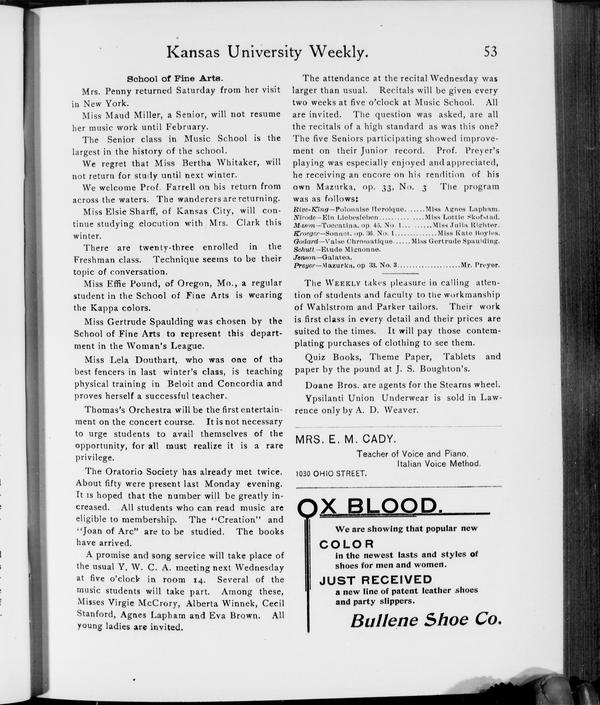 Kansas University Weekly. 53
School of Fine Arts.
Mrs. Penny returned Saturday from her visit
in New York.
Miss Maud Miller, a Senior, will not resume
her music work until February.
The Senior class in Music School is the
largest in the history of the school.
We regret that Miss Bertha Whitaker, will
not return for study until next winter.
We welcome Prof. Farrell on his return from
across the waters. The wanderers are returning.
Miss Elsie Sharff, of Kansas City, will con-
tinue studying elocution with Mrs. Clark this
winter.
There are twenty-three enrolled in the
Freshman class. Technique seems to be their
topic of conversation.
Miss Effie Pound, of Oregon, Mo., a regular
student in the School of Fine Arts is wearing
the Kappa colors.
Miss Gertrude Spaulding was chosen by the
School of Fine Arts to represent this depart-
ment in the Woman's League.
Miss Lela Douthart, who was one of the
best fencers in last winter's class, is teaching
physical training in Beloit and Concordia and
proves herself a successful teacher.
Thomas's Orchestra will be the first entertain-
ment on the concert course. It is not necessary
to urge students to avail themselves of the
opportunity, for all must realize it is a rare
privilege.
The Oratorio Society has already met twice.
About fifty were present last Monday evening.
It is hoped that the number will be greatly in-
creased. All students who can read music are
eligible to membership. The "Creation" and
"Joan of Arc" are to be studied. The books
have arrived.
A promise and song service will take place of
the usual Y. W. C. A. meeting next Wednesday
at five o'clock in room 14. Several of the
music students will take part. Among these,
Misses Virgie McCrory, Alberta Winnek, Cecil
Stanford, Agnes Lapham and Eva Brown. All
young ladies are invited.
The attendance at the recital Wednesday was
larger than usual. Recitals will be given every
two weeks at five o'clock at Music School. All
are invited. The question was asked, are all
the recitals of a high standard as was this one?
The five Seniors participating showed improve-
ment on their Junior record. Prof. Preyer's
playing was especially enjoyed and appreciated,
he receiving an encore on his rendition of his
own Mazurka, op. 33, No. 3 The program
was as follows:
Rive-King—Polonaise Heroique. ......Miss Agnes Lapham.
Nicode—Ein Liebesleben..............Miss Lottie Skofstad.
Mason—Toccatina, op 45, No. 1........Miss Julia Righter.
Kroeger—Sonnet, op. 36, No. 1............Miss Kate Boyles.
Godard—Valse Chromatique......Miss Gertrude Spaulding.
Schutt—Etude Mignonne.
Jenson—Galatea.
Preyer—Mazurka, op 33, No. 3.....................Mr. Preyer.
The WEEKLY takes pleasure in calling atten-
tion of students and faculty to the workmanship
of Wahlstrom and Parker tailors. Their work
is first class in every detail and their prices are
suited to the times. It will pay those contem-
plating purchases of clothing to see them.
Quiz Books, Theme Paper, Tablets and
paper by the pound at J. S. Boughton's.
Doane Bros. are agents for the Stearns wheel.
Ypsilanti Union Underwear is sold in Law-
rence only by A. D. Weaver.
MRS. E. M. CADY.
Teacher of Voice and Piano.
Italian Voice Method.
1030 OHIO STREET.
OX BLOOD.
We are showing that popular new
COLOR
in the newest lasts and styles of
shoes for men and women.
JUST RECEIVED
a new line of patent leather shoes
and party slippers.
Bullene Shoe Co.